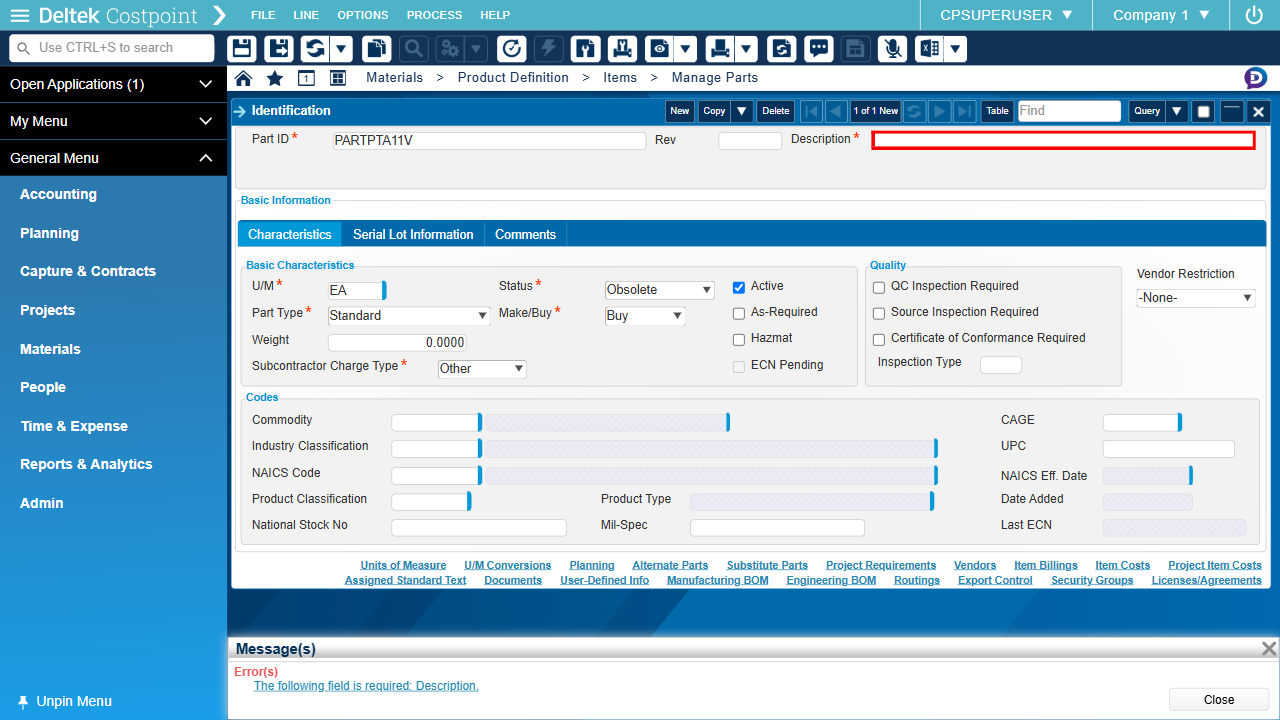 Deltek Costpoint FILE LINE OPTIONS PROCESS HELP CPSUPERUSER Company 1
Use CTRL+S to search
Open Applications (1)
My Menu
General Menu
Accounting
Planning
Capture & Contracts
Projects
Materials
People
Time & Expense
Reports & Analytics
Admin
Unpin Menu
1 Materials > Product Definition > Items > Manage Parts
Identification New Copy Delete 1 of 1 New Table Find Query
Part ID * PARTPTA11V Rev Description *
Basic Information
Characteristics Serial Lot Information Comments
Basic Characteristics
U/M * EA Status * Obsolete Active
Part Type * Standard Make/Buy * Buy As-Required
Weight 0.0000 Hazmat
Subcontractor Charge Type * Other ECN Pending
Quality
QC Inspection Required
Source Inspection Required
Certificate of Conformance Required
Inspection Type
Vendor Restriction
-None-
Codes
Commodity CAGE
Industry Classification UPC
NAICS Code NAICS Eff. Date
Product Classification Product Type Date Added
National Stock No Mil-Spec Last ECN
Units of Measure U/M Conversions Planning Alternate Parts Substitute Parts Project Requirements Vendors Item Billings Item Costs Project Item Costs
Assigned Standard Text Documents User-Defined Info Manufacturing BOM Engineering BOM Routings Export Control Security Groups Licenses/Agreements
Message(s)
Error(s)
The following field is required: Description.
Close